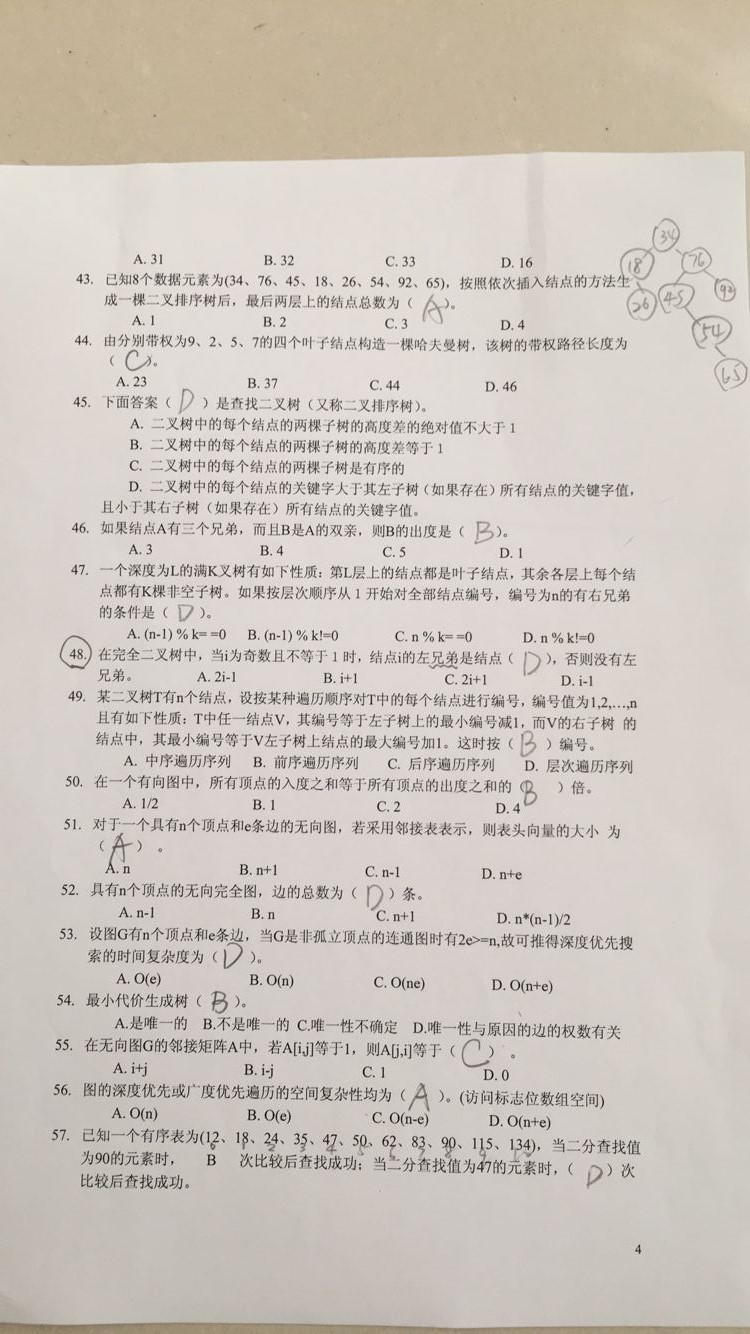 A. 31 B. 32 C. 33 D. 16
43. 已知8个数据元素为(34、76、45、18、26、54、92、65)，按照依次插入结点的方法生
成一棵二叉排序树后，最后两层上的结点总数为（ A ）。
A. 1 B. 2 C. 3 D. 4
34
18 76
26 45 92
54
65
44. 由分别带权为9、2、5、7的四个叶子结点构造一棵哈夫曼树，该树的带权路径长度为
（ C ）。
A. 23 B. 37 C. 44 D. 46
45. 下面答案（ D ）是查找二叉树（又称二叉排序树）。
A. 二叉树中的每个结点的两棵子树的高度差的绝对值不大于1
B. 二叉树中的每个结点的两棵子树的高度差等于1
C. 二叉树中的每个结点的两棵子树是有序的
D. 二叉树中的每个结点的关键字大于其左子树（如果存在）所有结点的关键字值，
且小于其右子树（如果存在）所有结点的关键字值。
46. 如果结点A有三个兄弟，而且B是A的双亲，则B的出度是（ B ）。
A. 3 B. 4 C. 5 D. 1
47. 一个深度为L的满K叉树有如下性质：第L层上的结点都是叶子结点，其余各层上每个结
点都有K棵非空子树。如果按层次顺序从1开始对全部结点编号，编号为n的有右兄弟
的条件是（ D ）。
A. (n-1) % k= =0 B. (n-1) % k!=0 C. n % k= =0 D. n % k!=0
48. 在完全二叉树中，当i为奇数且不等于1时，结点i的左兄弟是结点（ D ），否则没有左
兄弟。 A. 2i-1 B. i+1 C. 2i+1 D. i-1
49. 某二叉树T有n个结点，设按某种遍历顺序对T中的每个结点进行编号，编号值为1,2,…,n
且有如下性质：T中任一结点V，其编号等于左子树上的最小编号减1，而V的右子树 的
结点中，其最小编号等于V左子树上结点的最大编号加1。这时按（ B ）编号。
A. 中序遍历序列 B. 前序遍历序列 C. 后序遍历序列 D. 层次遍历序列
50. 在一个有向图中，所有顶点的入度之和等于所有顶点的出度之和的（ B ）倍。
A. 1/2 B. 1 C. 2 D. 4
51. 对于一个具有n个顶点和e条边的无向图，若采用邻接表表示，则表头向量的大小 为
（ A ） 。
A. n B. n+1 C. n-1 D. n+e
52. 具有n个顶点的无向完全图，边的总数为（ D ）条。
A. n-1 B. n C. n+1 D. n*(n-1)/2
53. 设图G有n个顶点和e条边，当G是非孤立顶点的连通图时有2e>=n,故可推得深度优先搜
索的时间复杂度为（ D ）。
A. O(e) B. O(n) C. O(ne) D. O(n+e)
54. 最小代价生成树（ B ）。
A.是唯一的 B.不是唯一的 C.唯一性不确定 D.唯一性与原因的边的权数有关
55. 在无向图G的邻接矩阵A中，若A[i,j]等于1，则A[j,i]等于（ C ） 。
A. i+j B. i-j C. 1 D. 0
56. 图的深度优先或广度优先遍历的空间复杂性均为（ A ）。(访问标志位数组空间)
A. O(n) B. O(e) C. O(n-e) D. O(n+e)
57. 已知一个有序表为(12、18、24、35、47、50、62、83、90、115、134)，当二分查找值
0 1 2 3 4 5 6 7 8 9 10
为90的元素时， B 次比较后查找成功；当二分查找值为47的元素时，（ D ）次
比较后查找成功。
4